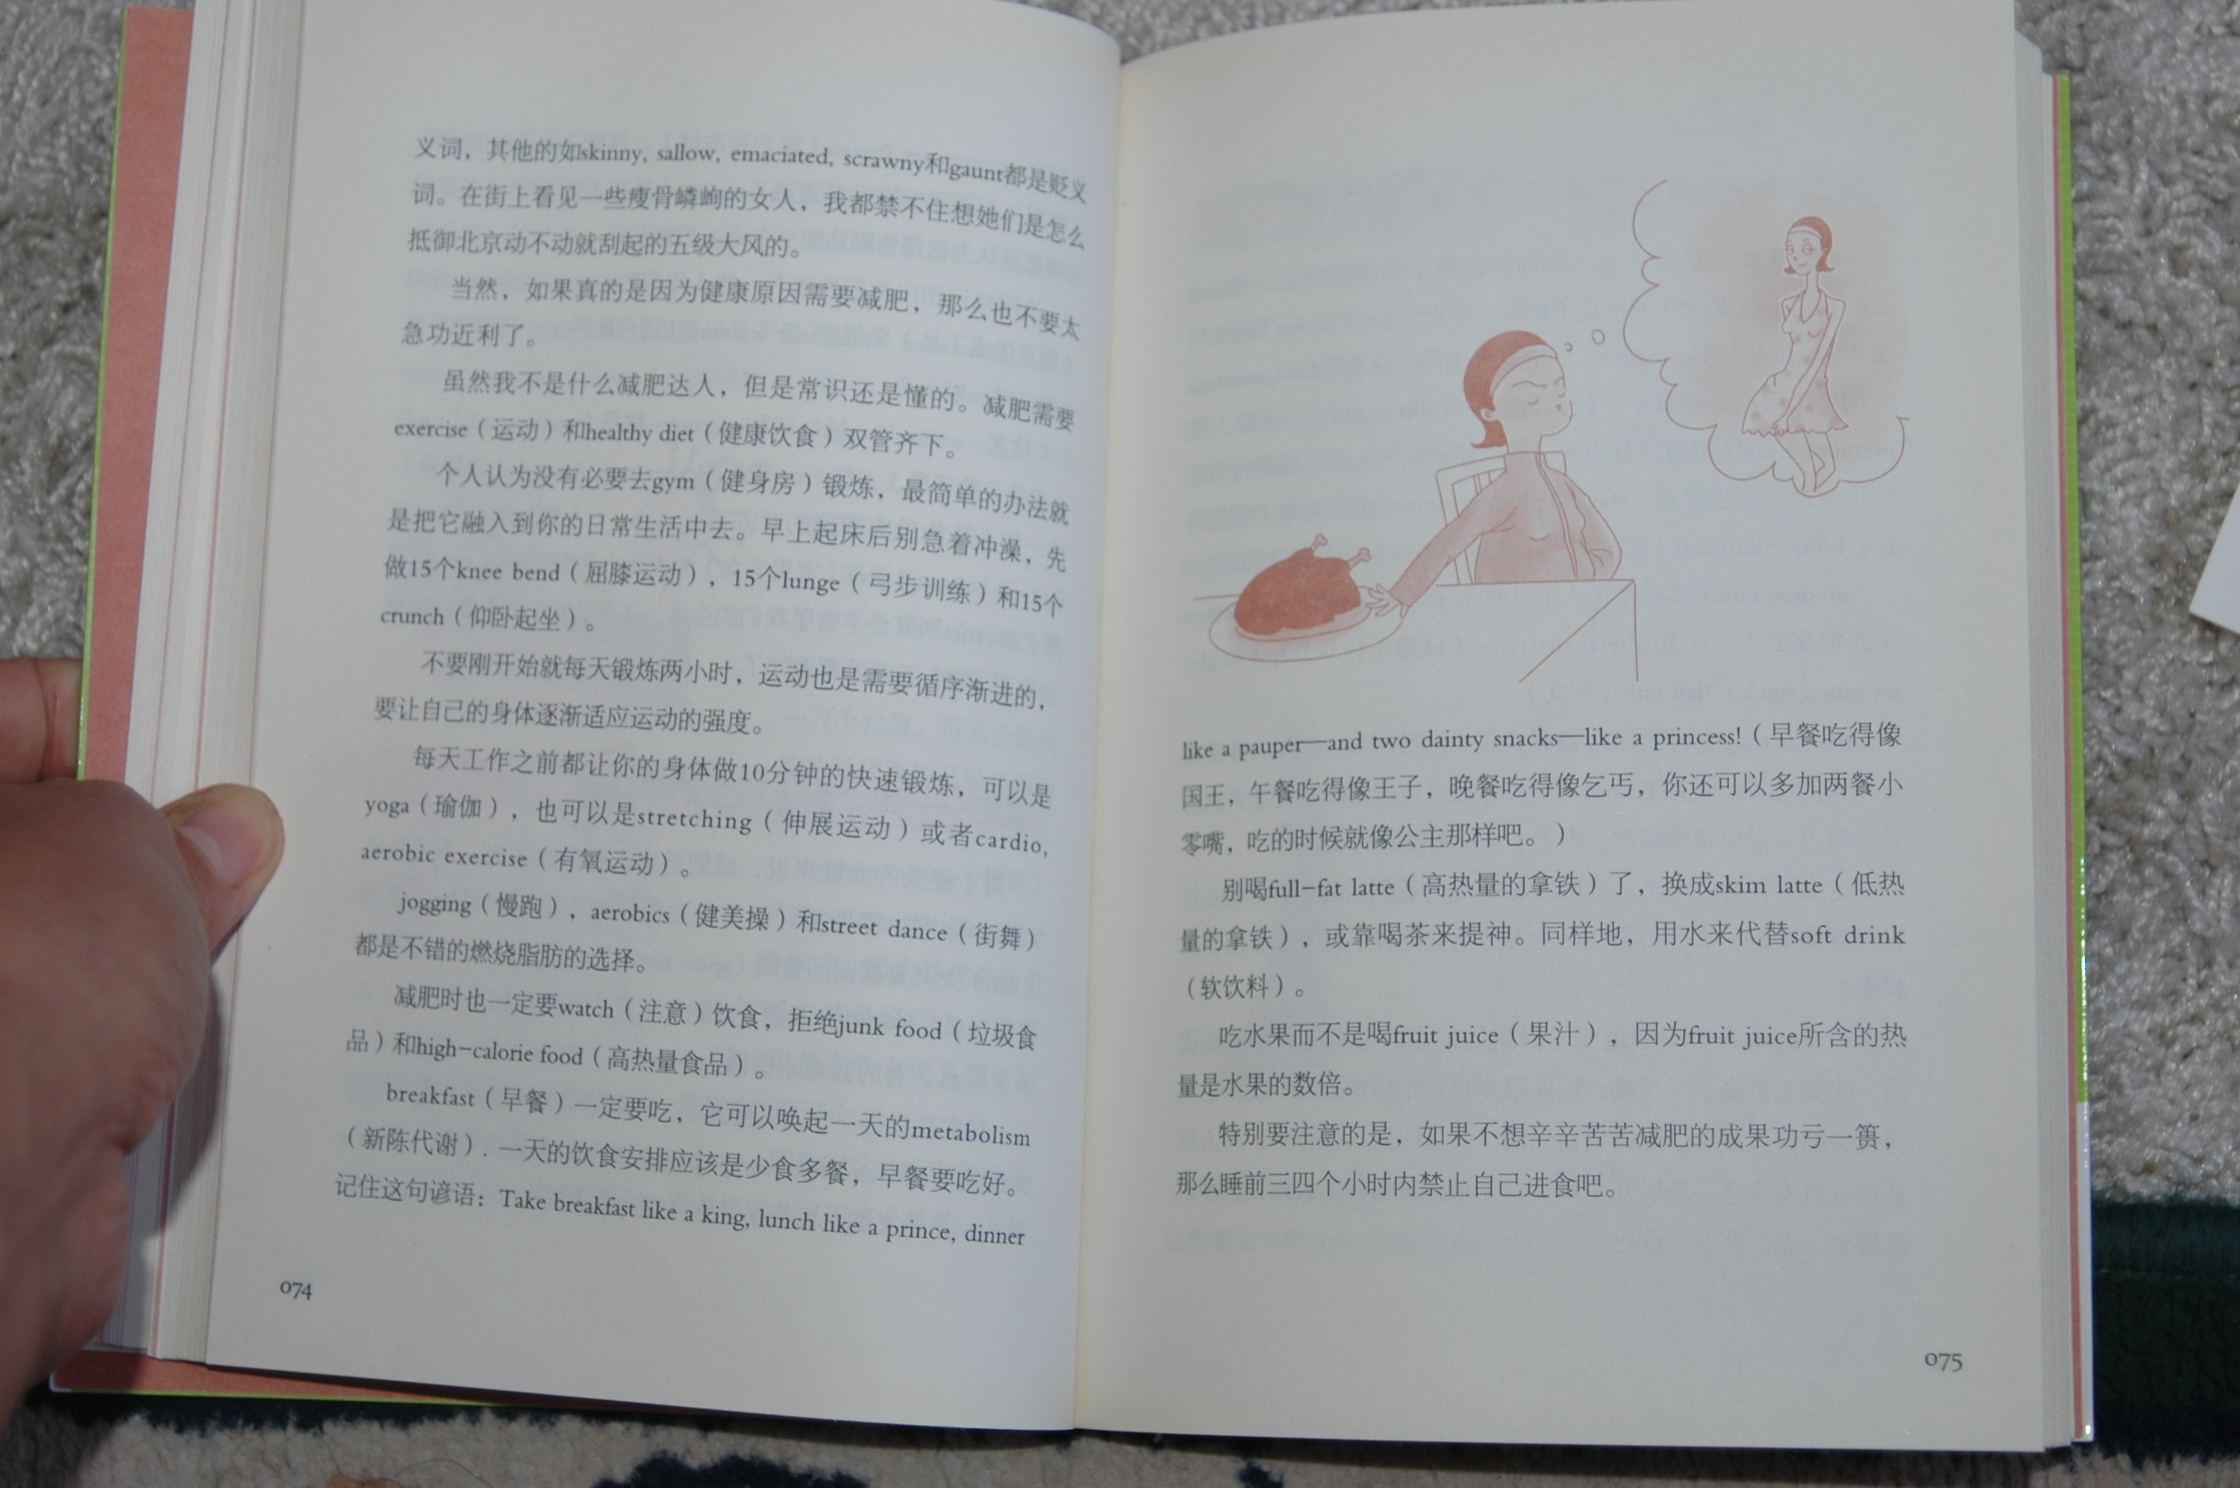 义词，其他的如skinny, sallow, emaciated, scrawny和gaunt都是贬义
词。在街上看见一些瘦骨嶙峋的女人，我都禁不住想她们是怎么
抵御北京动不动就刮起的五级大风的。
当然，如果真的是因为健康原因需要减肥，那么也不要太
急功近利了。
虽然我不是什么减肥达人，但是常识还是懂的。减肥需要
exercise（运动）和healthy diet（健康饮食）双管齐下。
个人认为没有必要去gym（健身房）锻炼，最简单的办法就
是把它融入到你的日常生活中去。早上起床后别急着冲澡，先
做15个knee bend（屈膝运动），15个lunge（弓步训练）和15个
crunch（仰卧起坐）。
不要刚开始就每天锻炼两小时，运动也是需要循序渐进的，
要让自己的身体逐渐适应运动的强度。
每天工作之前都让你的身体做10分钟的快速锻炼，可以是
yoga（瑜伽），也可以是stretching（伸展运动）或者cardio,
aerobic exercise（有氧运动）。
jogging（慢跑），aerobics（健美操）和street dance（街舞）
都是不错的燃烧脂肪的选择。
减肥时也一定要watch（注意）饮食，拒绝junk food（垃圾食
品）和high-calorie food（高热量食品）。
breakfast（早餐）一定要吃，它可以唤起一天的metabolism
（新陈代谢）.一天的饮食安排应该是少食多餐，早餐要吃好。
记住这句谚语：Take breakfast like a king, lunch like a prince, dinner
074
like a pauper—and two dainty snacks—like a princess!（早餐吃得像
国王，午餐吃得像王子，晚餐吃得像乞丐，你还可以多加两餐小
零嘴，吃的时候就像公主那样吧。）
别喝full-fat latte（高热量的拿铁）了，换成skim latte（低热
量的拿铁），或靠喝茶来提神。同样地，用水来代替soft drink
（软饮料）。
吃水果而不是喝fruit juice（果汁），因为fruit juice所含的热
量是水果的数倍。
特别要注意的是，如果不想辛辛苦苦减肥的成果功亏一篑，
那么睡前三四个小时内禁止自己进食吧。
075